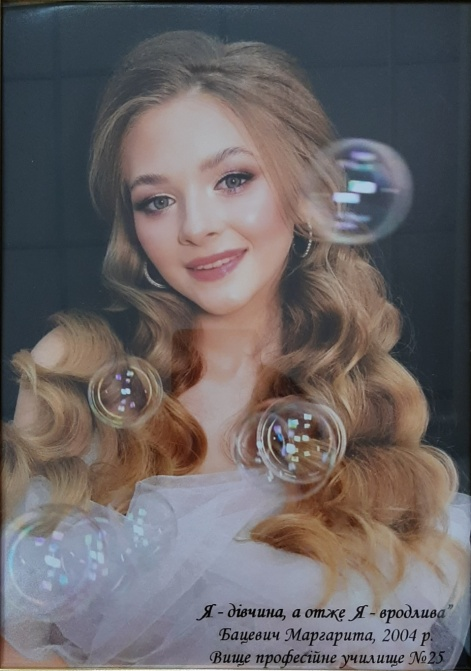 Я - дівчина, а отже Я - вродлива"
Бацевич Маргарита, 2004 р.
Вище професійне училище №25